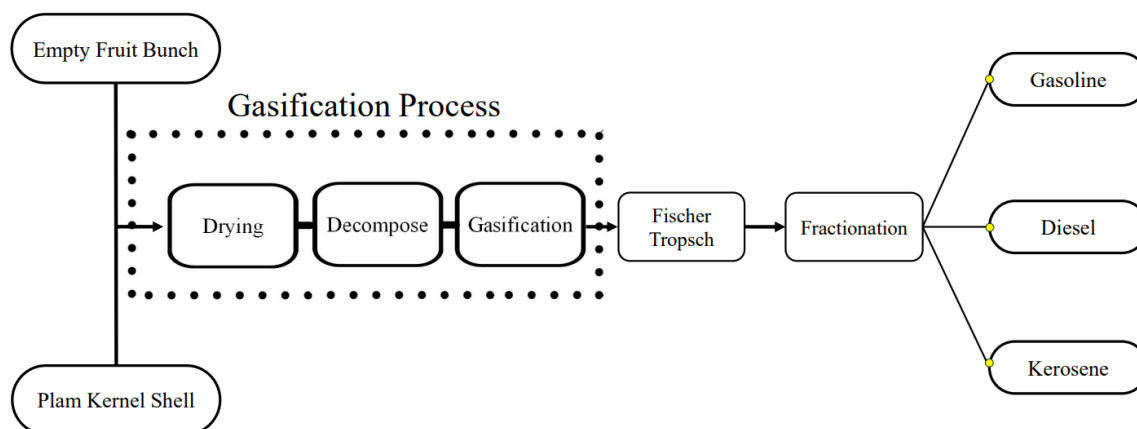 Empty Fruit Bunch
Gasification Process
Drying
Decompose
Gasification
Fischer
Tropsch
Fractionation
Gasoline
Diesel
Kerosene
Plam Kernel Shell